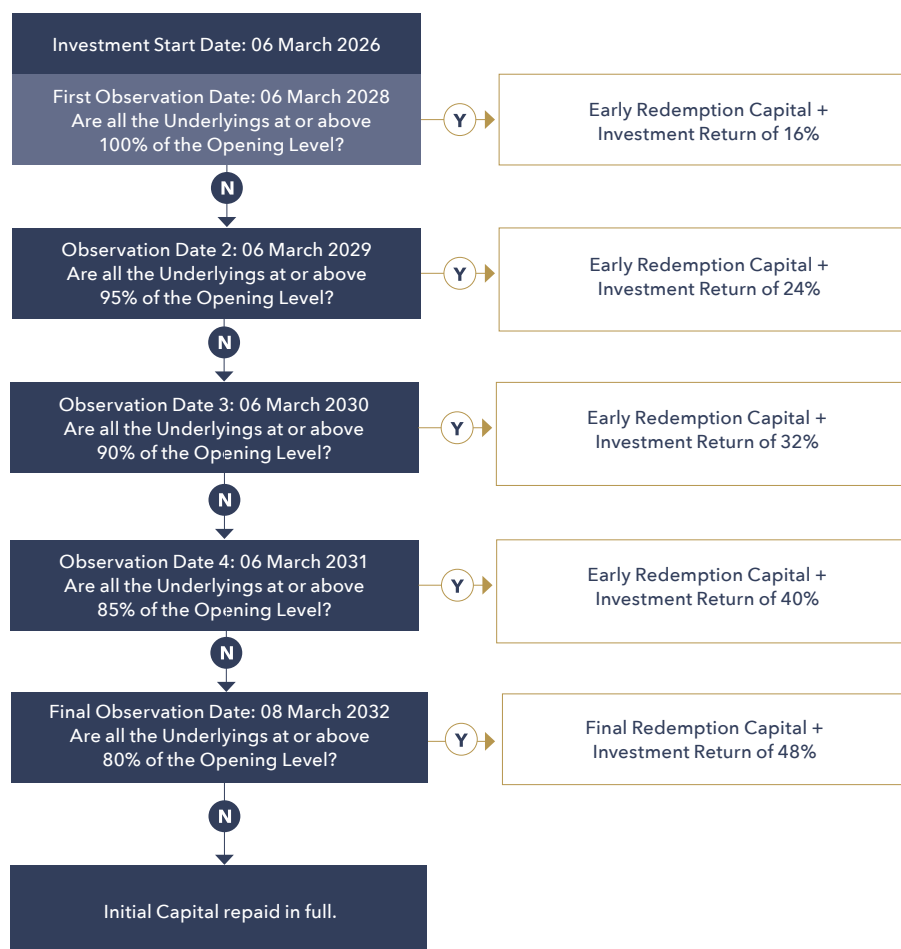 Investment Start Date: 06 March 2026
First Observation Date: 06 March 2028
Are all the Underlyings at or above
100% of the Opening Level?
Y
Early Redemption Capital +
Investment Return of 16%
N
Observation Date 2: 06 March 2029
Are all the Underlyings at or above
95% of the Opening Level?
Y
Early Redemption Capital +
Investment Return of 24%
N
Observation Date 3: 06 March 2030
Are all the Underlyings at or above
90% of the Opening Level?
Y
Early Redemption Capital +
Investment Return of 32%
N
Observation Date 4: 06 March 2031
Are all the Underlyings at or above
85% of the Opening Level?
Y
Early Redemption Capital +
Investment Return of 40%
N
Final Observation Date: 08 March 2032
Are all the Underlyings at or above
80% of the Opening Level?
Y
Final Redemption Capital +
Investment Return of 48%
N
Initial Capital repaid in full.